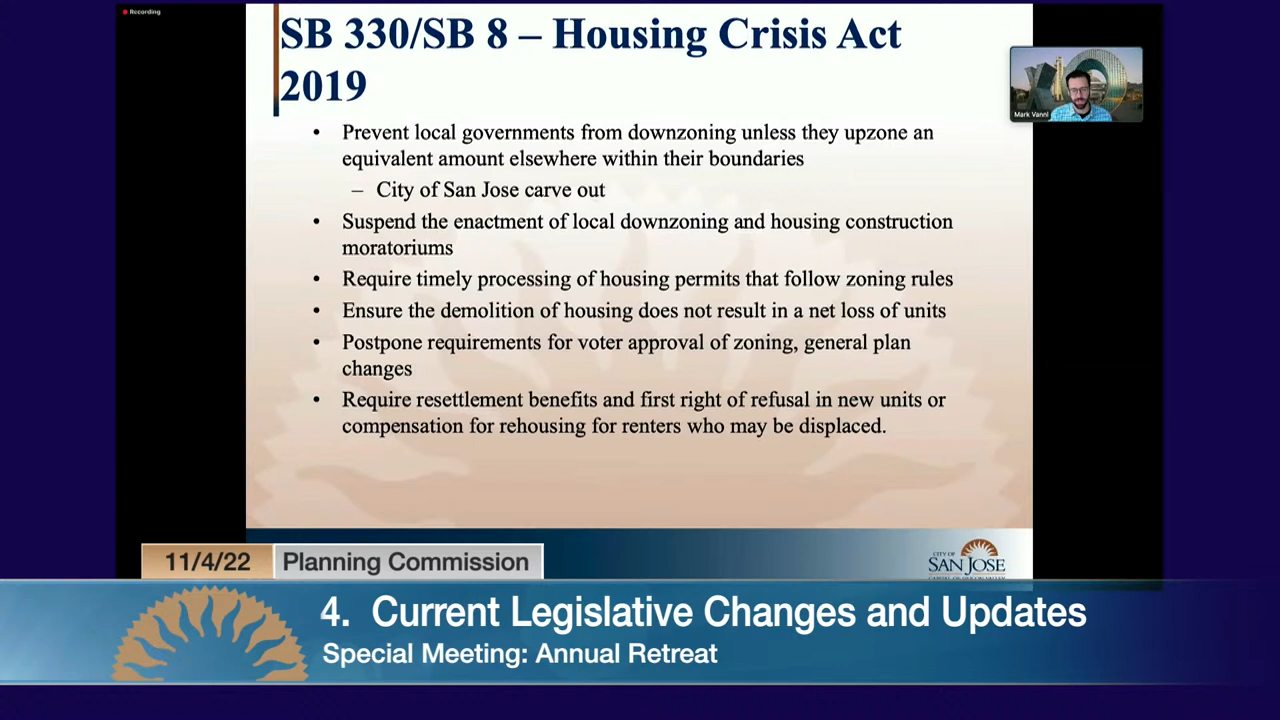 Recording
SB 330/SB 8 – Housing Crisis Act
2019
Mark Vanni
• Prevent local governments from downzoning unless they upzone an
equivalent amount elsewhere within their boundaries
– City of San Jose carve out
• Suspend the enactment of local downzoning and housing construction
moratoriums
• Require timely processing of housing permits that follow zoning rules
• Ensure the demolition of housing does not result in a net loss of units
• Postpone requirements for voter approval of zoning, general plan
changes
• Require resettlement benefits and first right of refusal in new units or
compensation for rehousing for renters who may be displaced.
CITY OF
SAN JOSE
11/4/22 Planning Commission
4. Current Legislative Changes and Updates
Special Meeting: Annual Retreat